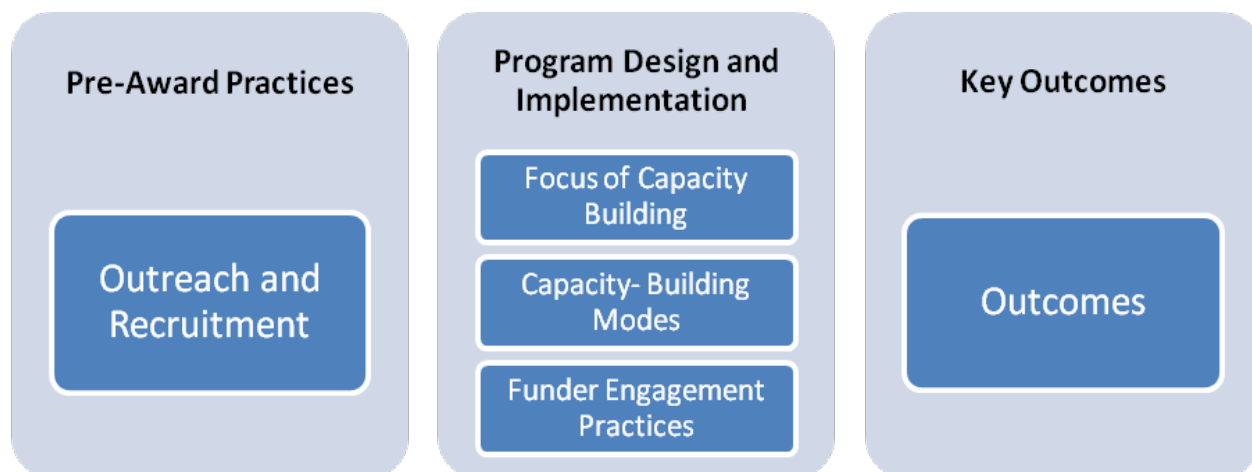 Pre-Award Practices
Outreach and
Recruitment
Program Design and
Implementation
Focus of Capacity
Building
Capacity- Building
Modes
Funder Engagement
Practices
Key Outcomes
Outcomes